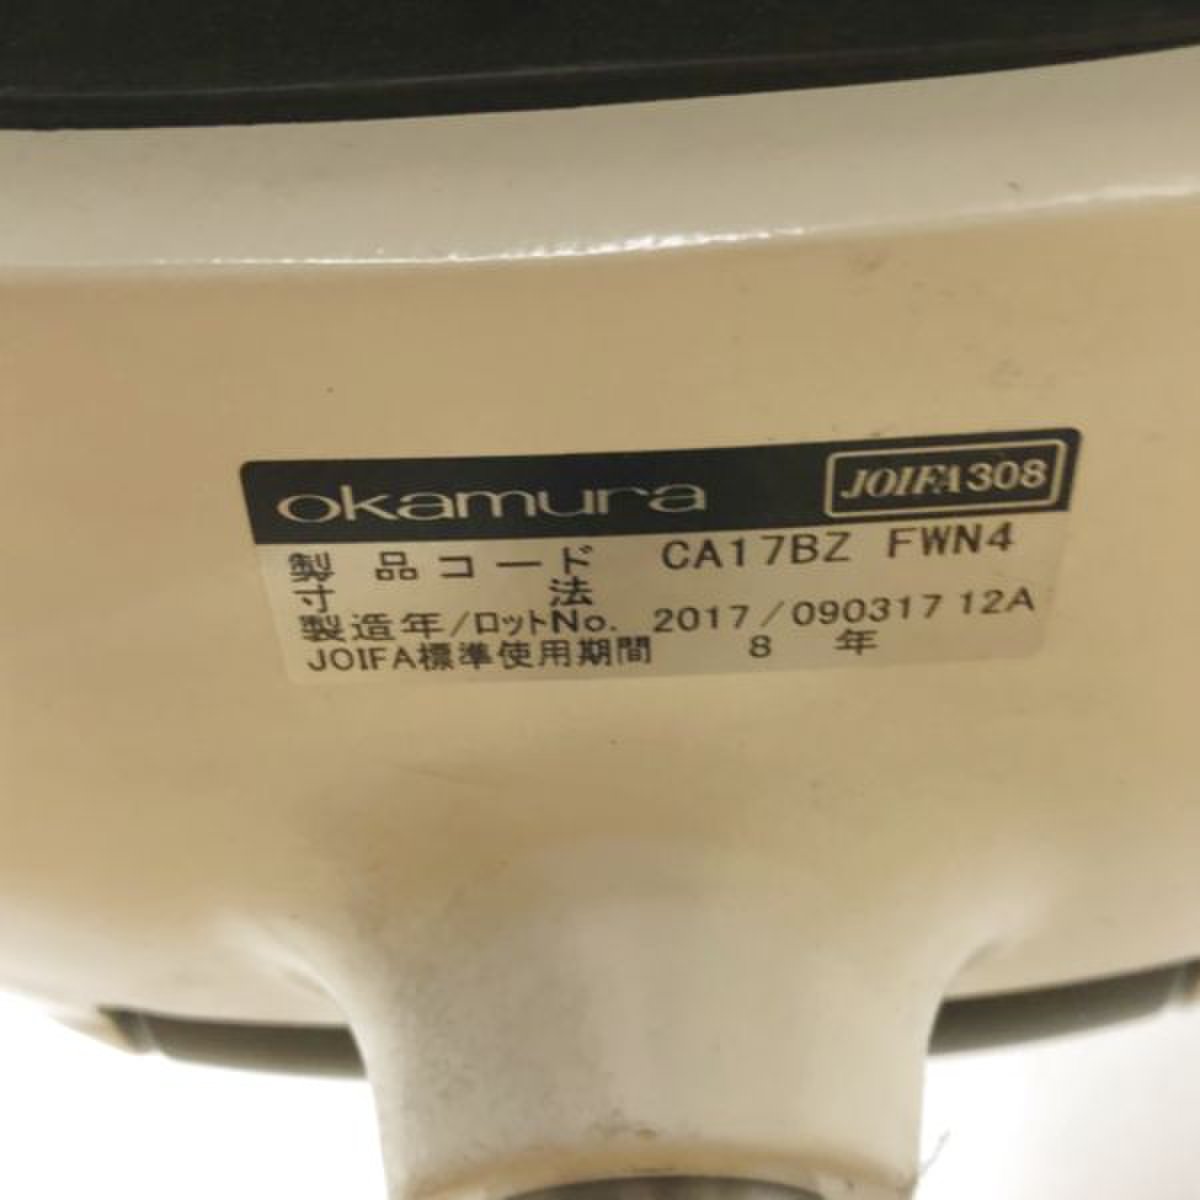 okamura JOIFA308
製品コード CA17BZ FWN4
寸法
製造年/ロットNo. 2017/090317 12A
JOIFA標準使用期間 8年